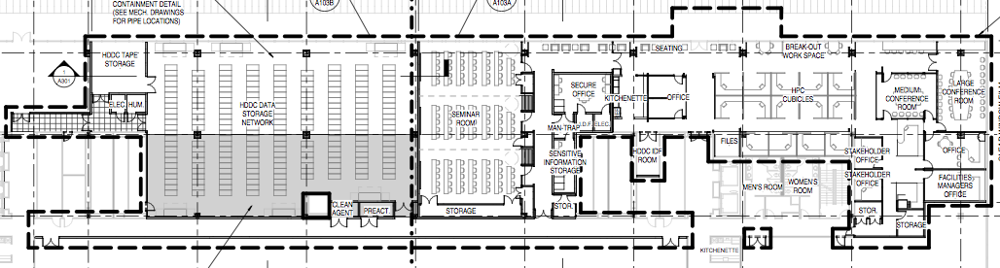 CONTAINMENT DETAIL
(SEE MECH. DRAWINGS
FOR PIPE LOCATIONS)
A103B
A103A
HDDC TAPE
STORAGE
1
A301
ELEC.
HUM.
HDDC DATA
STORAGE
NETWORK
CLEAN
AGENT
PREACT.
SEMINAR
ROOM
STORAGE
SECURE
OFFICE
MAN-TRAP
ELEC.
SENSITIVE
INFORMATION
STORAGE
STOR.
KITCHENETTE
SEATING
OFFICE
HDDC IDF
ROOM
BREAK-OUT
WORK SPACE
HPC
CUBICLES
FILES
MEN'S ROOM
WOMEN'S
ROOM
MEDIUM
CONFERENCE
ROOM
LARGE
CONFERENCE
ROOM
STAKEHOLDER
OFFICE
STAKEHOLDER
OFFICE
OFFICE
FACILITIES
MANAGERS
OFFICE
STOR.
STORAGE
KITCHENETTE